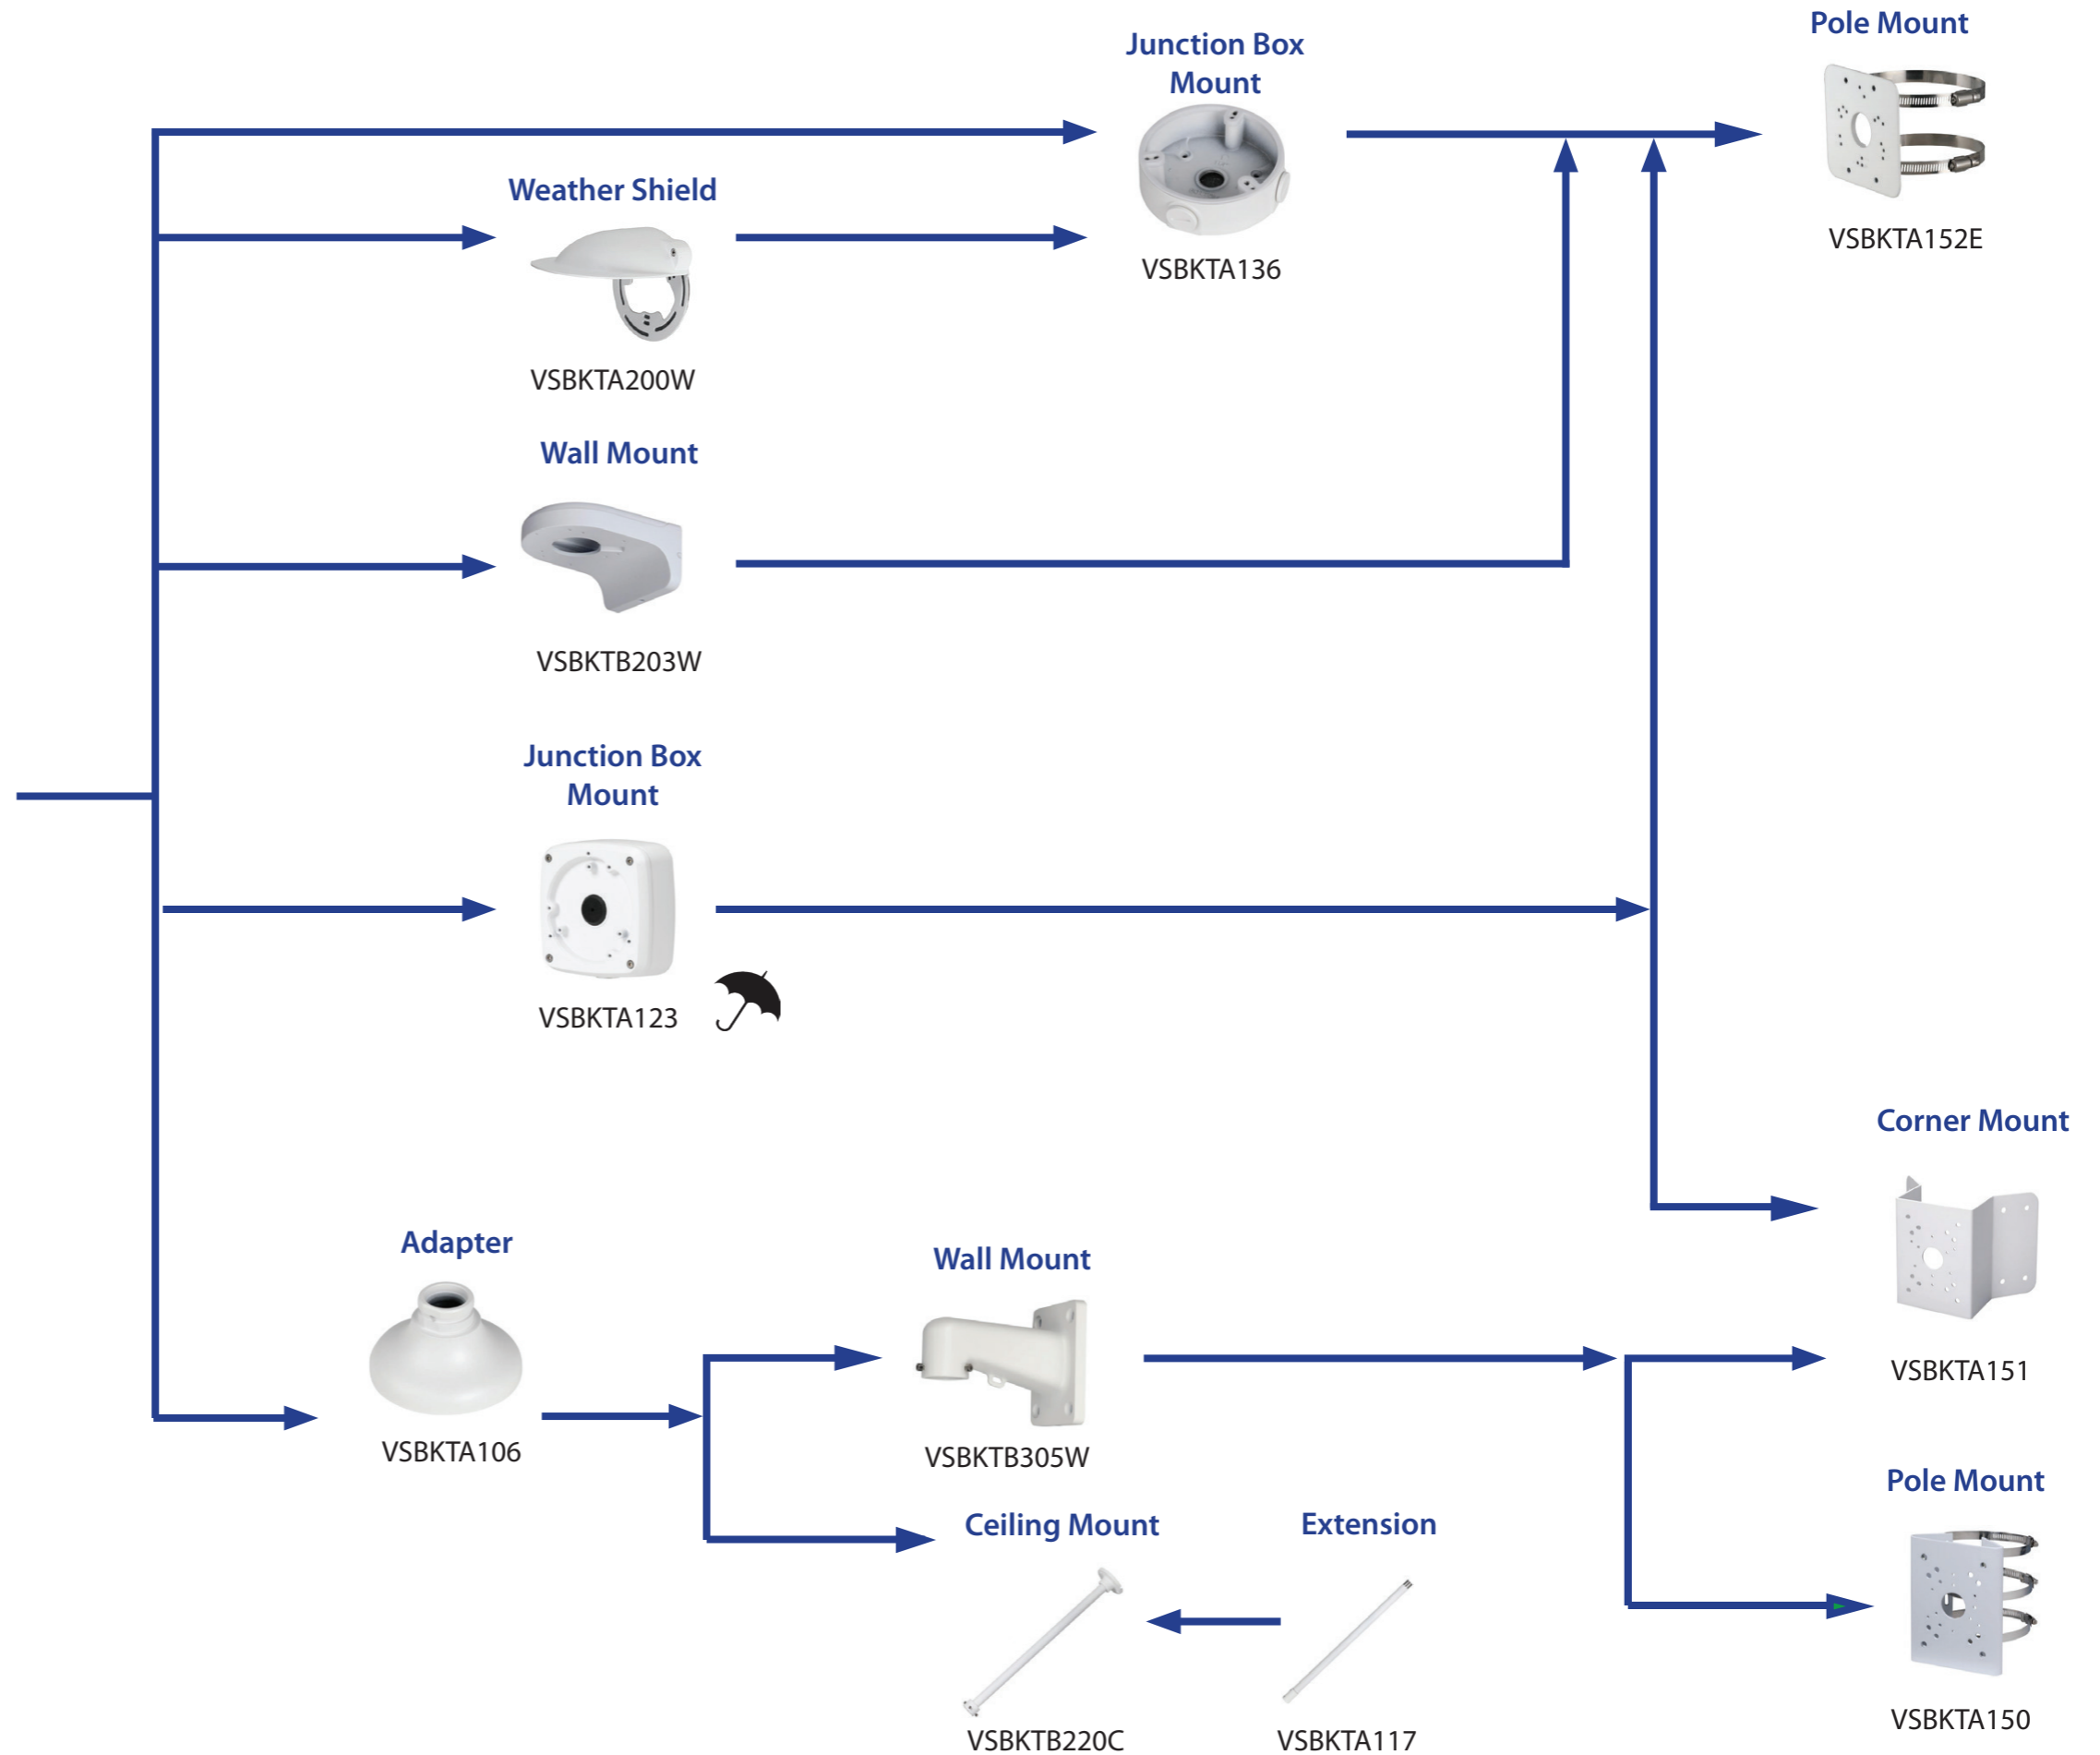 Pole Mount
Junction Box
Mount
VSBKTA152E
VSBKTA136
Weather Shield
VSBKTA200W
Wall Mount
VSBKTB203W
Junction Box
Mount
VSBKTA123
Corner Mount
VSBKTA151
Adapter
VSBKTA106
Wall Mount
VSBKTB305W
Pole Mount
VSBKTA150
Ceiling Mount
VSBKTB220C
Extension
VSBKTA117